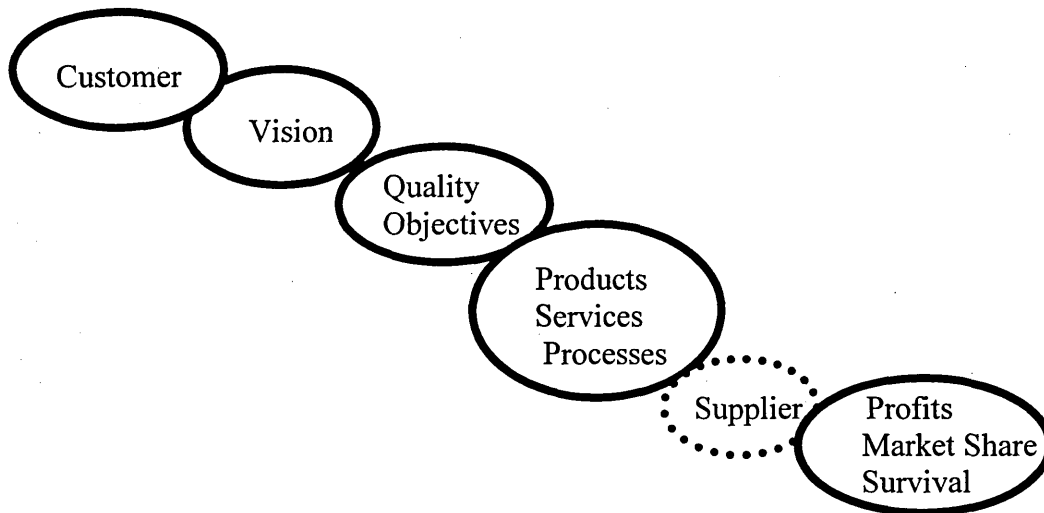 Customer
Vision
Quality
Objectives
Products
Services
Processes
Supplier
Profits
Market Share
Survival